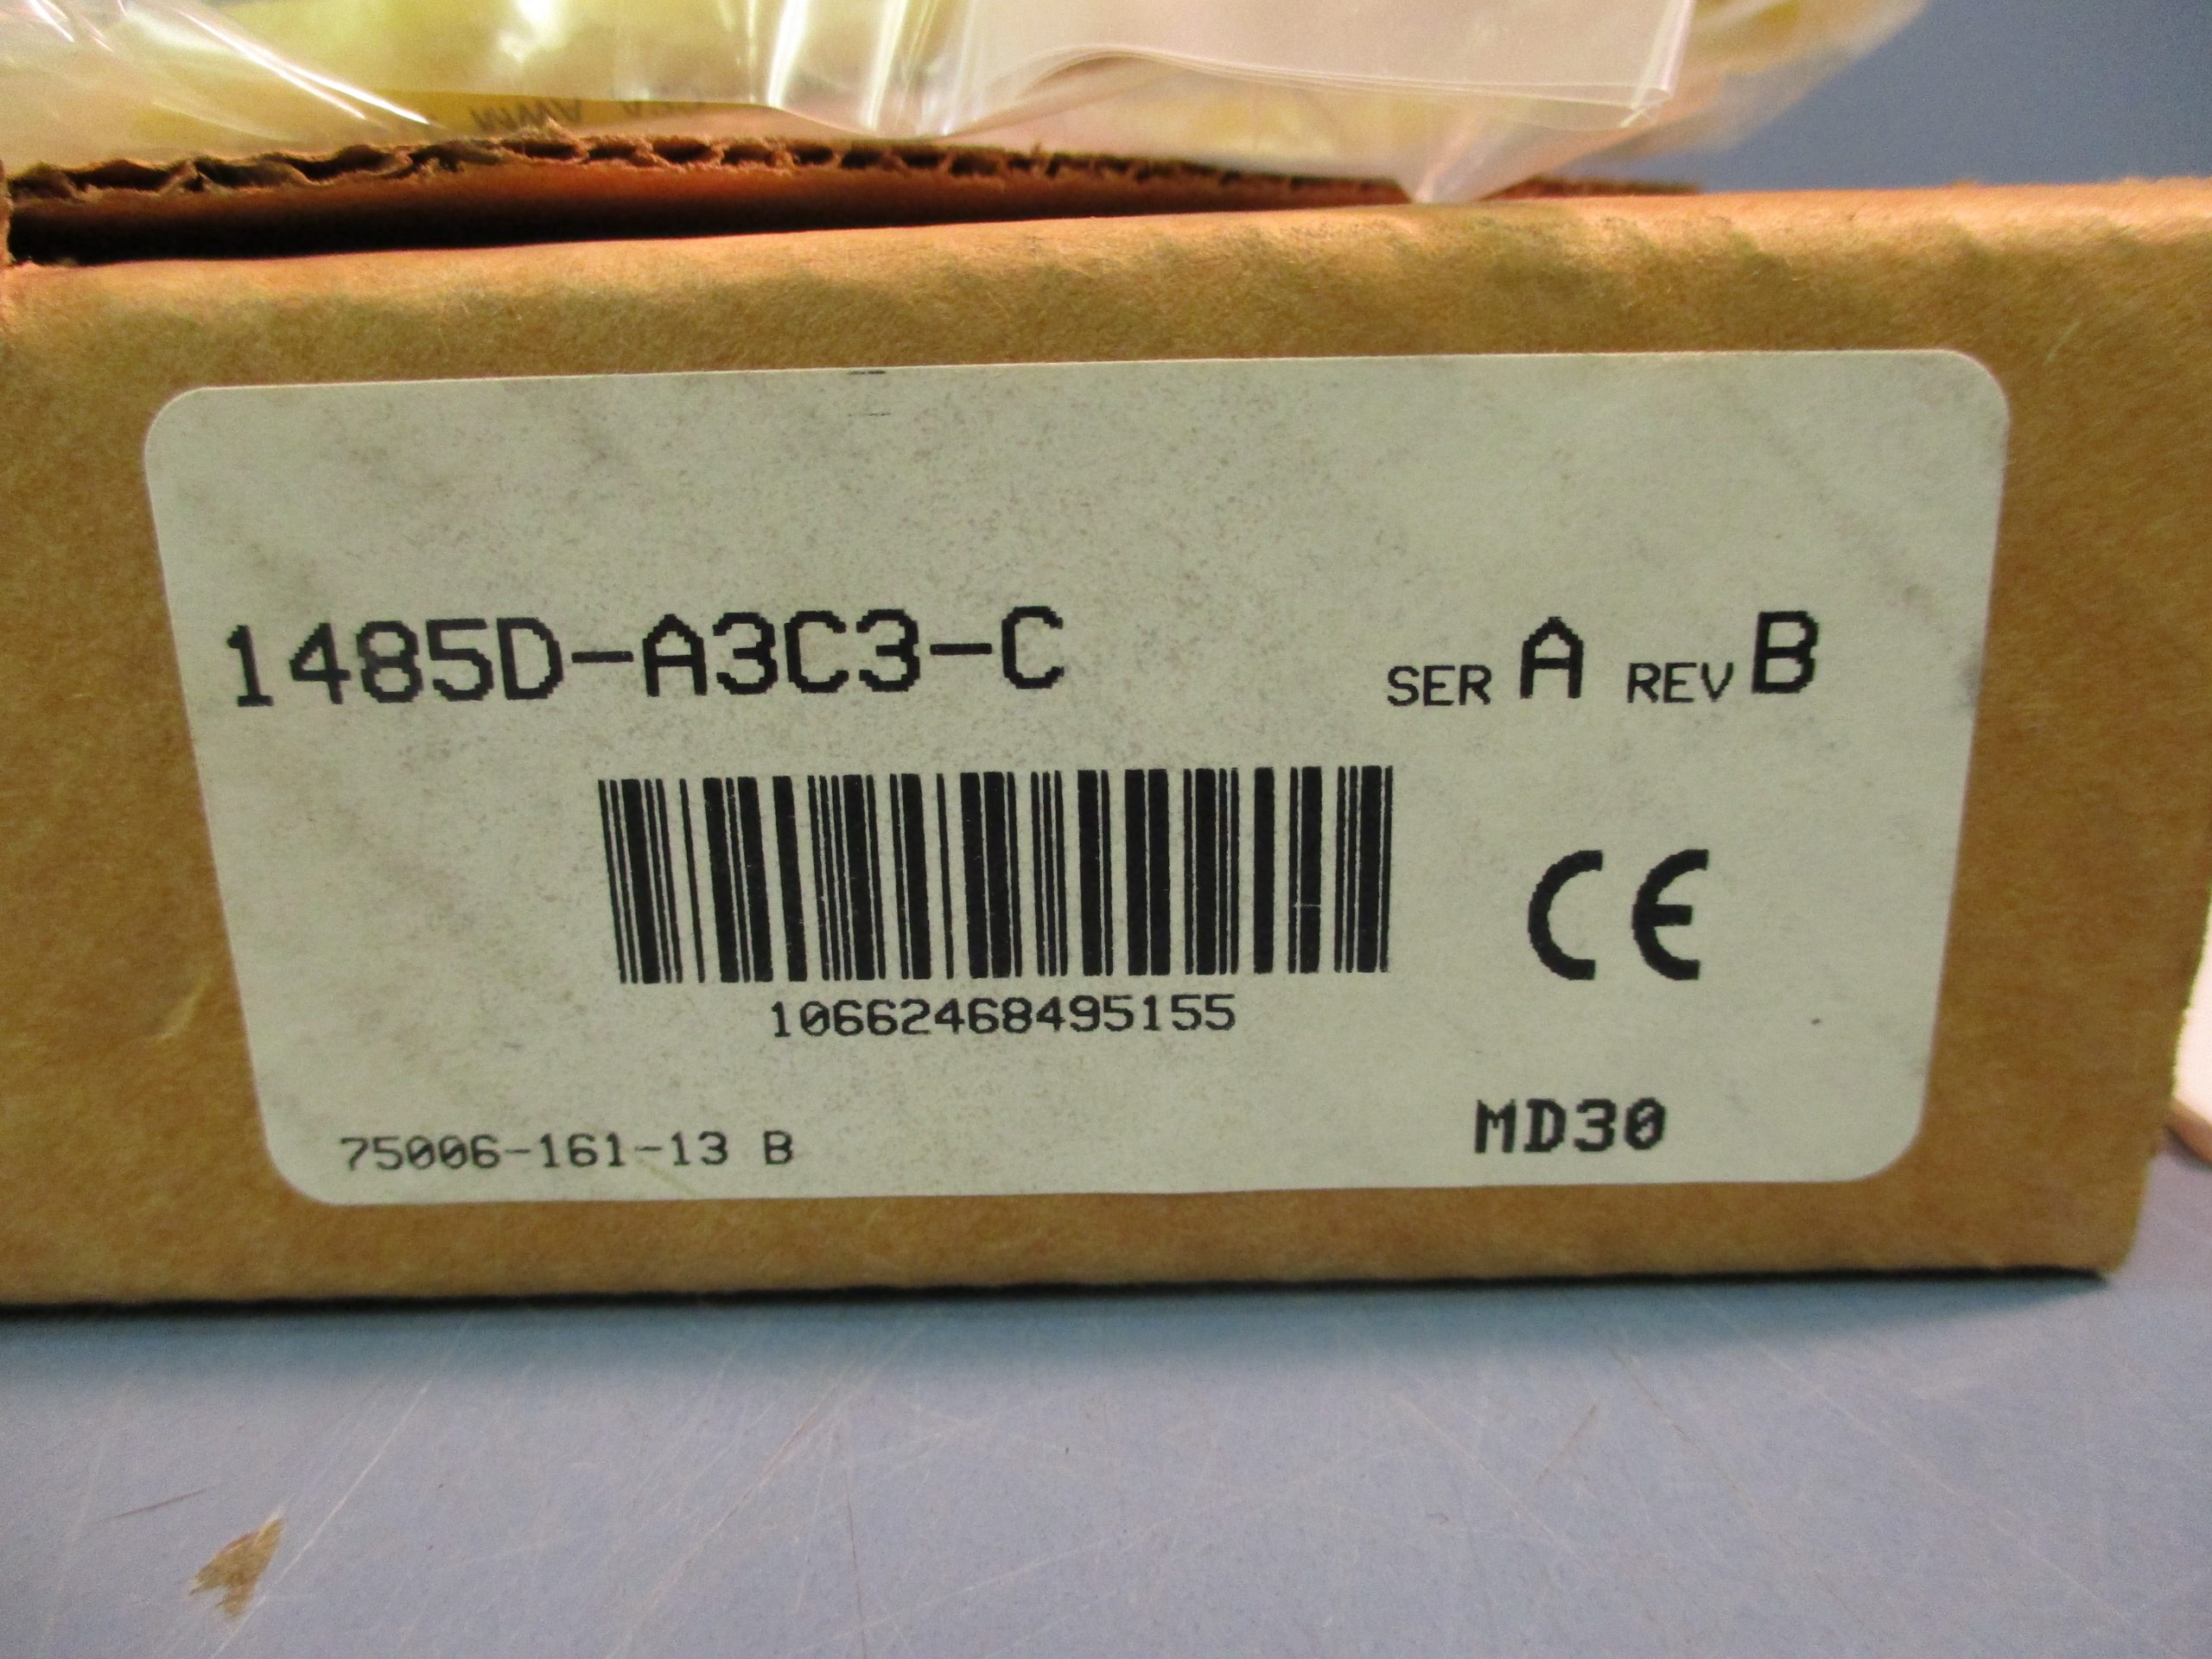 1485D-A3C3-C SER A REV B
10662468495155
CE
75006-161-13 B MD30